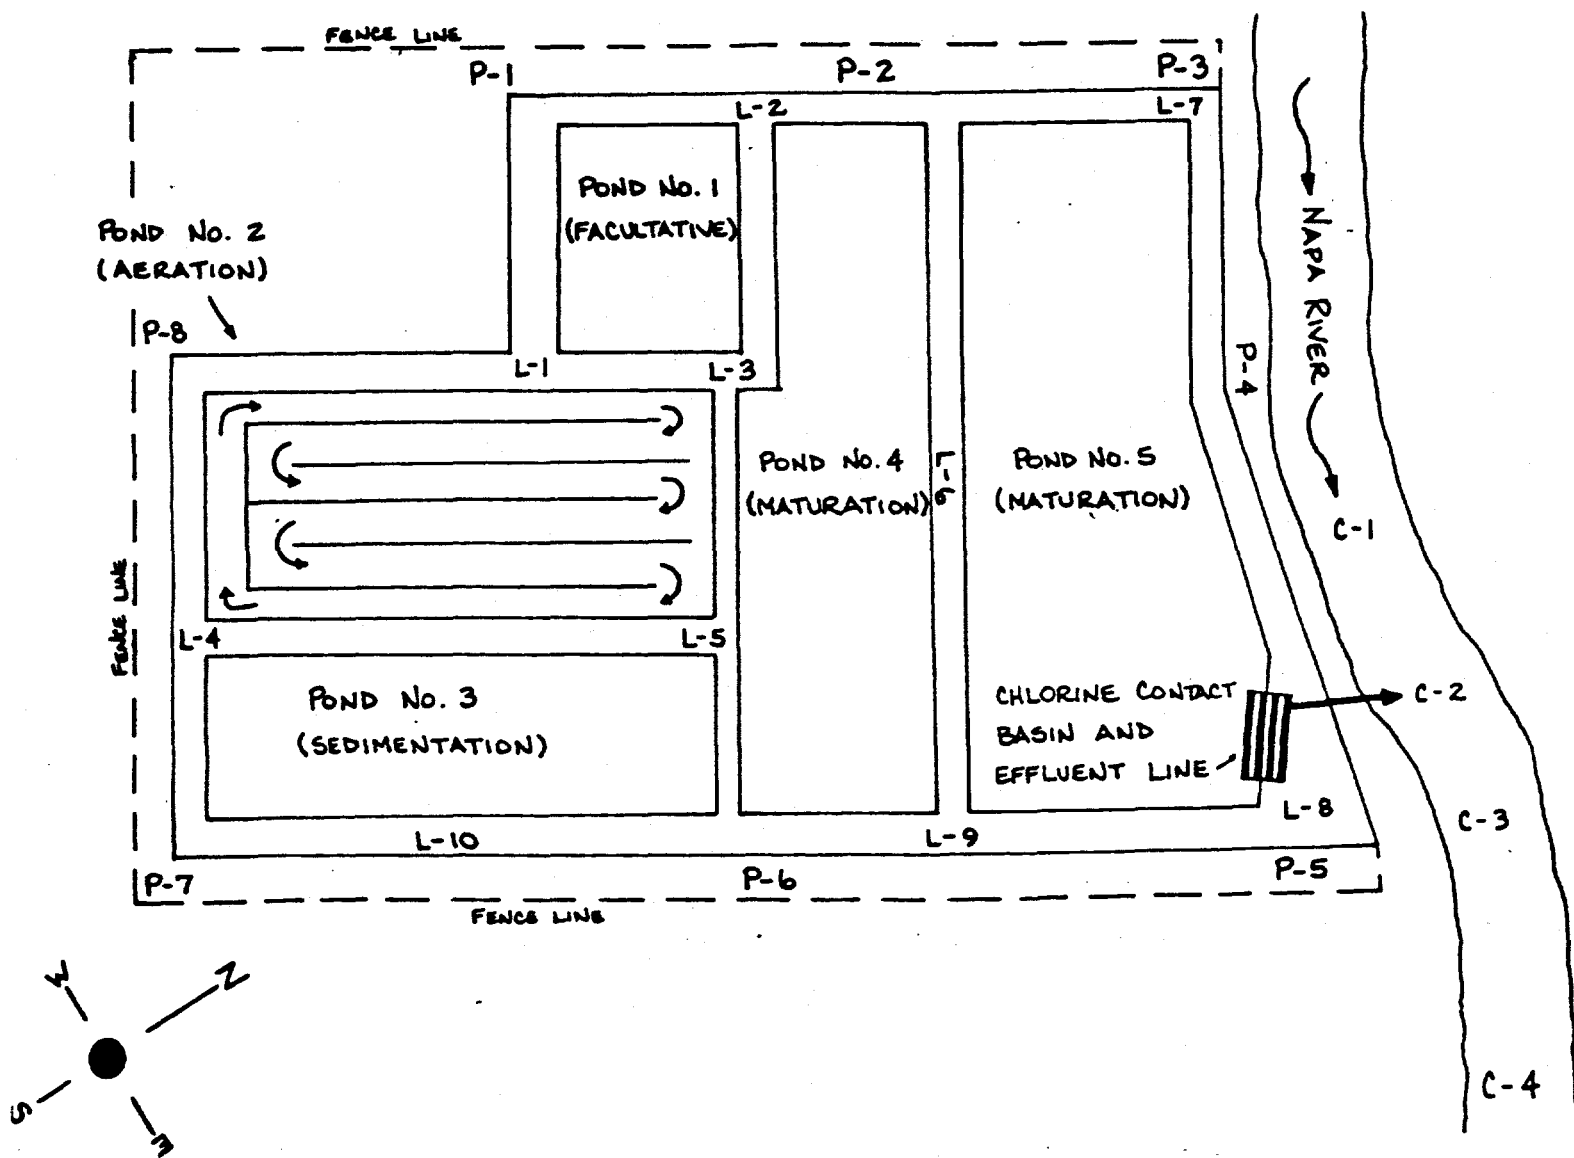 FENCE LINE
P-1
P-2
P-3
L-2
L-7
POND NO. 1
(FACULTATIVE)
NAPA RIVER
POND NO. 2
(AERATION)
P-8
L-1
L-3
P-4
POND NO. 4
(MATURATION)
L-6
POND NO. 5
(MATURATION)
C-1
FENCE LINE
L-4
L-5
POND NO. 3
(SEDIMENTATION)
CHLORINE CONTACT
BASIN AND
EFFLUENT LINE
C-2
L-8
C-3
L-10
L-9
P-7
P-6
P-5
FENCE LINE
W
N
S
E
C-4